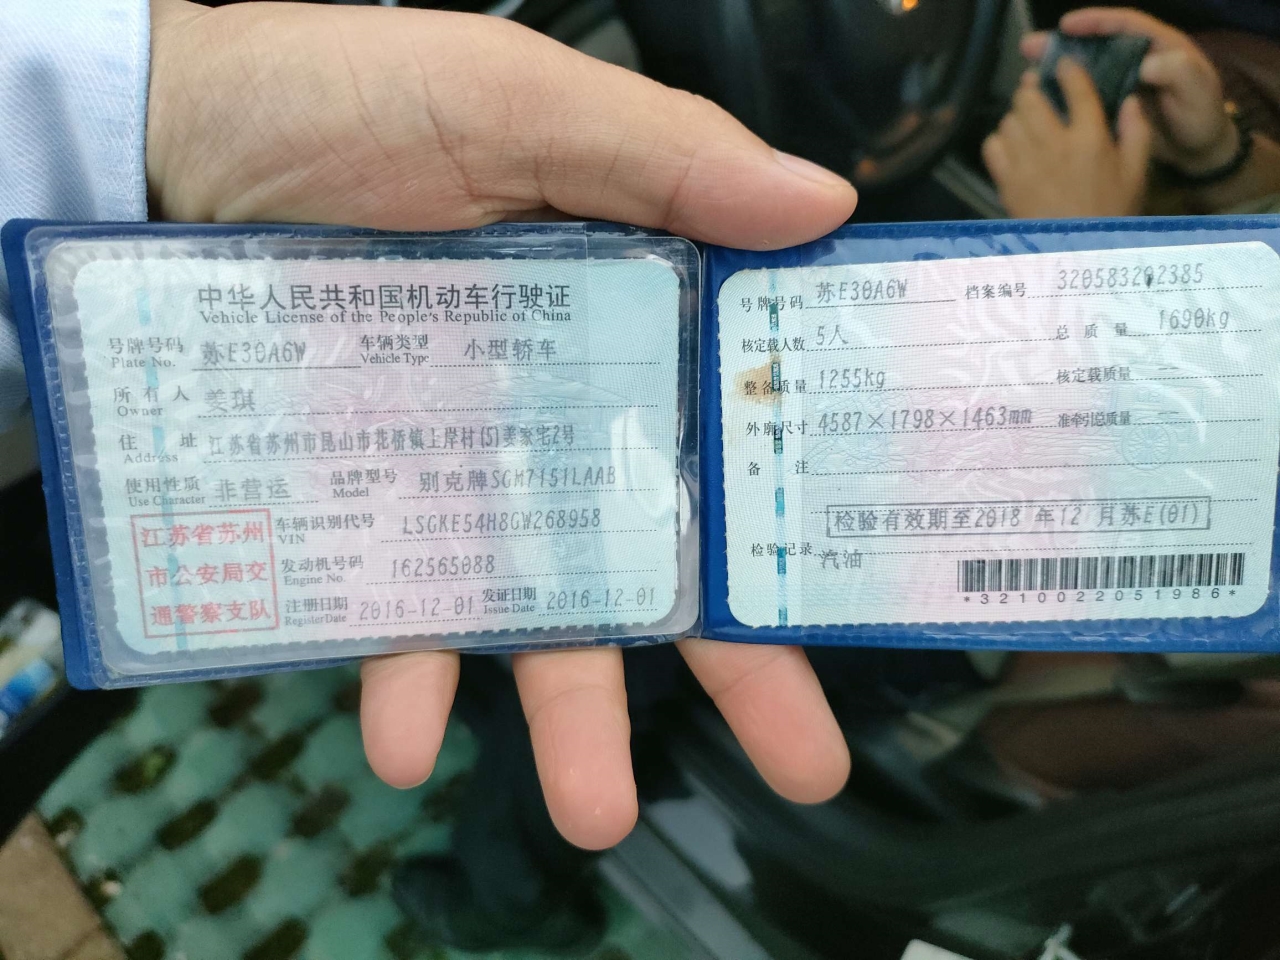 中华人民共和国机动车行驶证
Vehicle License of the People's Republic of China
号牌号码 Plate No. 苏E30A6W 车辆类型 Vehicle Type 小型轿车
所有人 Owner 姜琪
住址 Address 江苏省苏州市昆山市花桥镇上岸村(5)姜家宅2号
使用性质 Use Character 非营运 品牌型号 Model 别克牌SGM7151LAAB
江苏省苏州
市公安局交
通警察支队
车辆识别代号 VIN LSGKE54H8GW268958
发动机号码 Engine No. 162565088
注册日期 Register Date 2016-12-01 发证日期 Issue Date 2016-12-01
号牌号码 苏E30A6W 档案编号 320583202385
核定载人数 5人 总质量 1690kg
整备质量 1255kg 核定载质量 --
外廓尺寸 4587×1798×1463mm 准牵引总质量 --
备注
检验有效期至2018年12月苏E(01)
检验记录
汽油
*3210022051986*